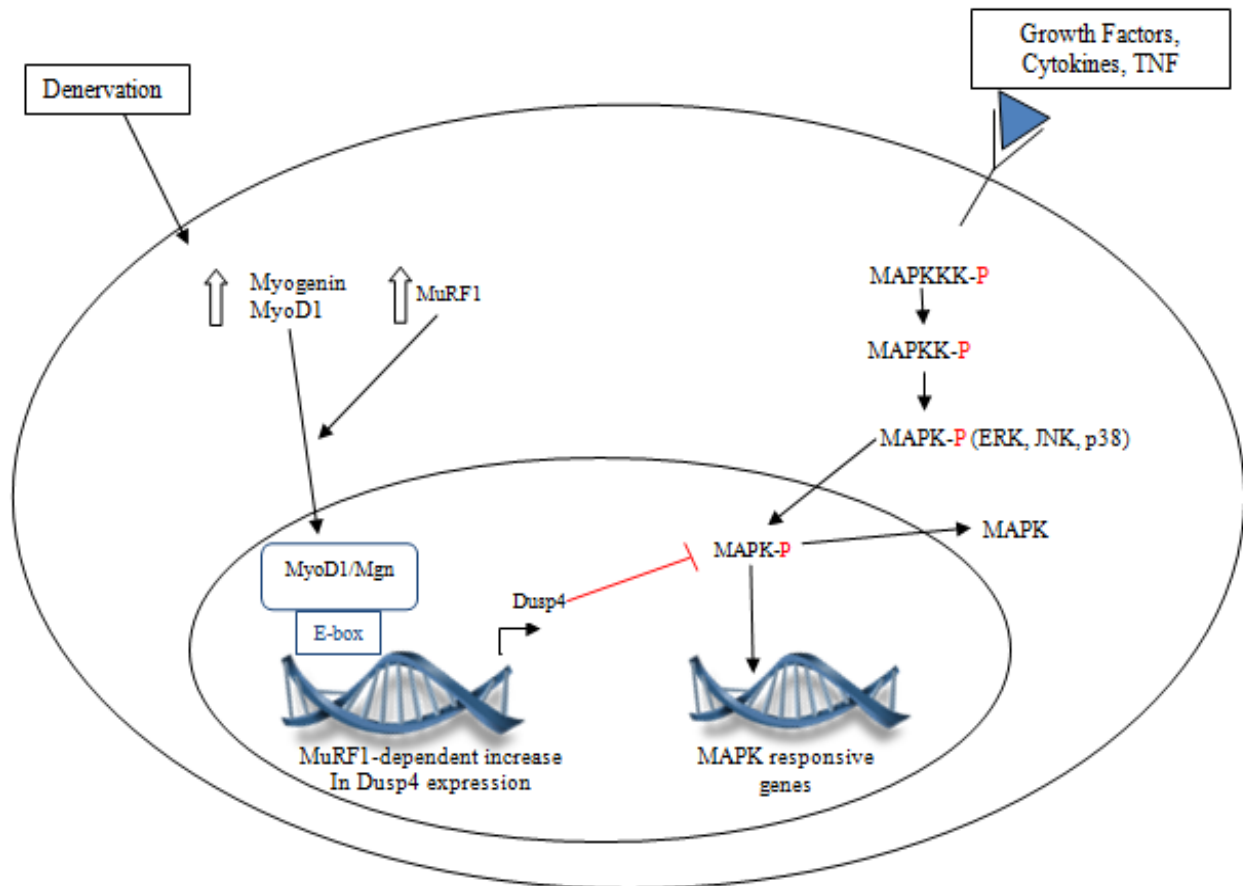 Growth Factors,
Cytokines, TNF
Denervation
Myogenin
MyoD1
MuRF1
MAPKKK-P
MAPKK-P
MAPK-P (ERK, JNK, p38)
MAPK
MAPK-P
MyoD1/Mgn
Dusp4
E-box
MuRF1-dependent increase
In Dusp4 expression
MAPK responsive
genes